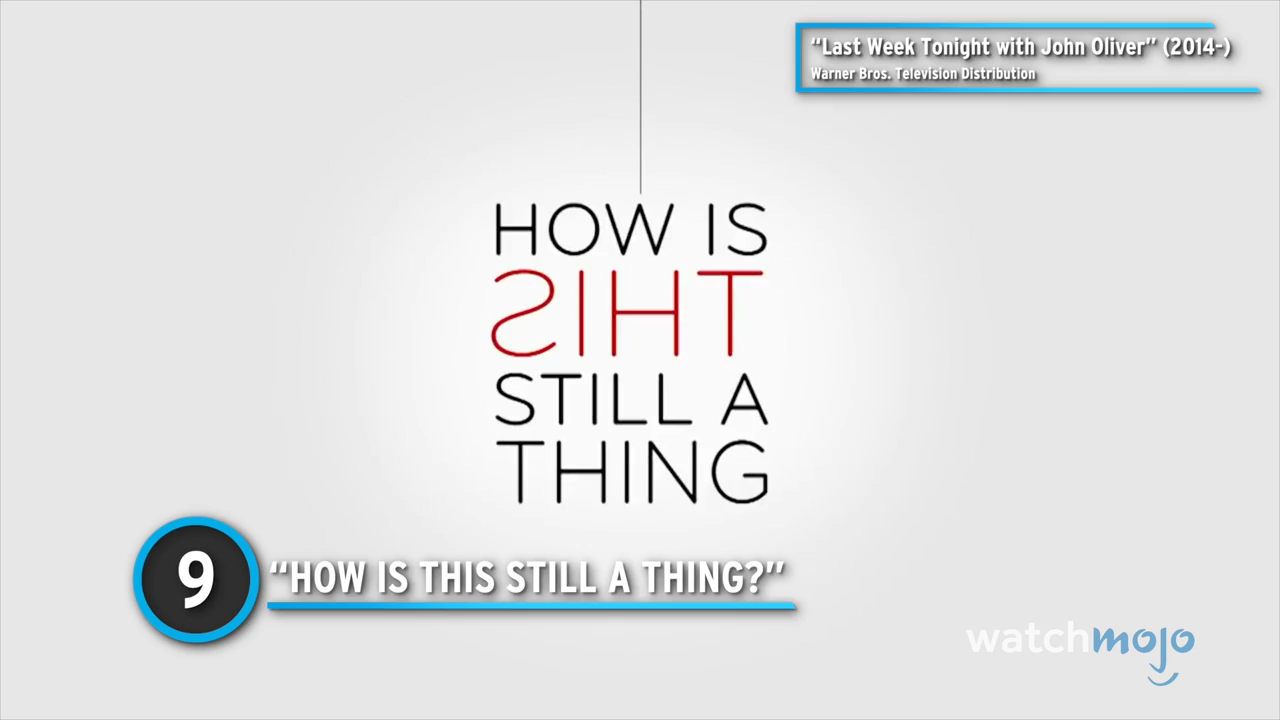 “Last Week Tonight with John Oliver” (2014-)
Warner Bros. Television Distribution
HOW IS
THIS
STILL A
THING
9 “HOW IS THIS STILL A THING?”
watchmojo